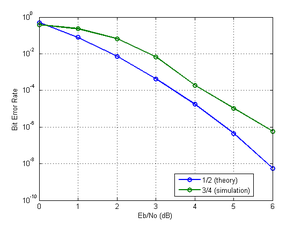 10^0
10^-2
10^-4
10^-6
10^-8
10^-10
Bit Error Rate
0 1 2 3 4 5 6
Eb/No (dB)
1/2 (theory)
3/4 (simulation)